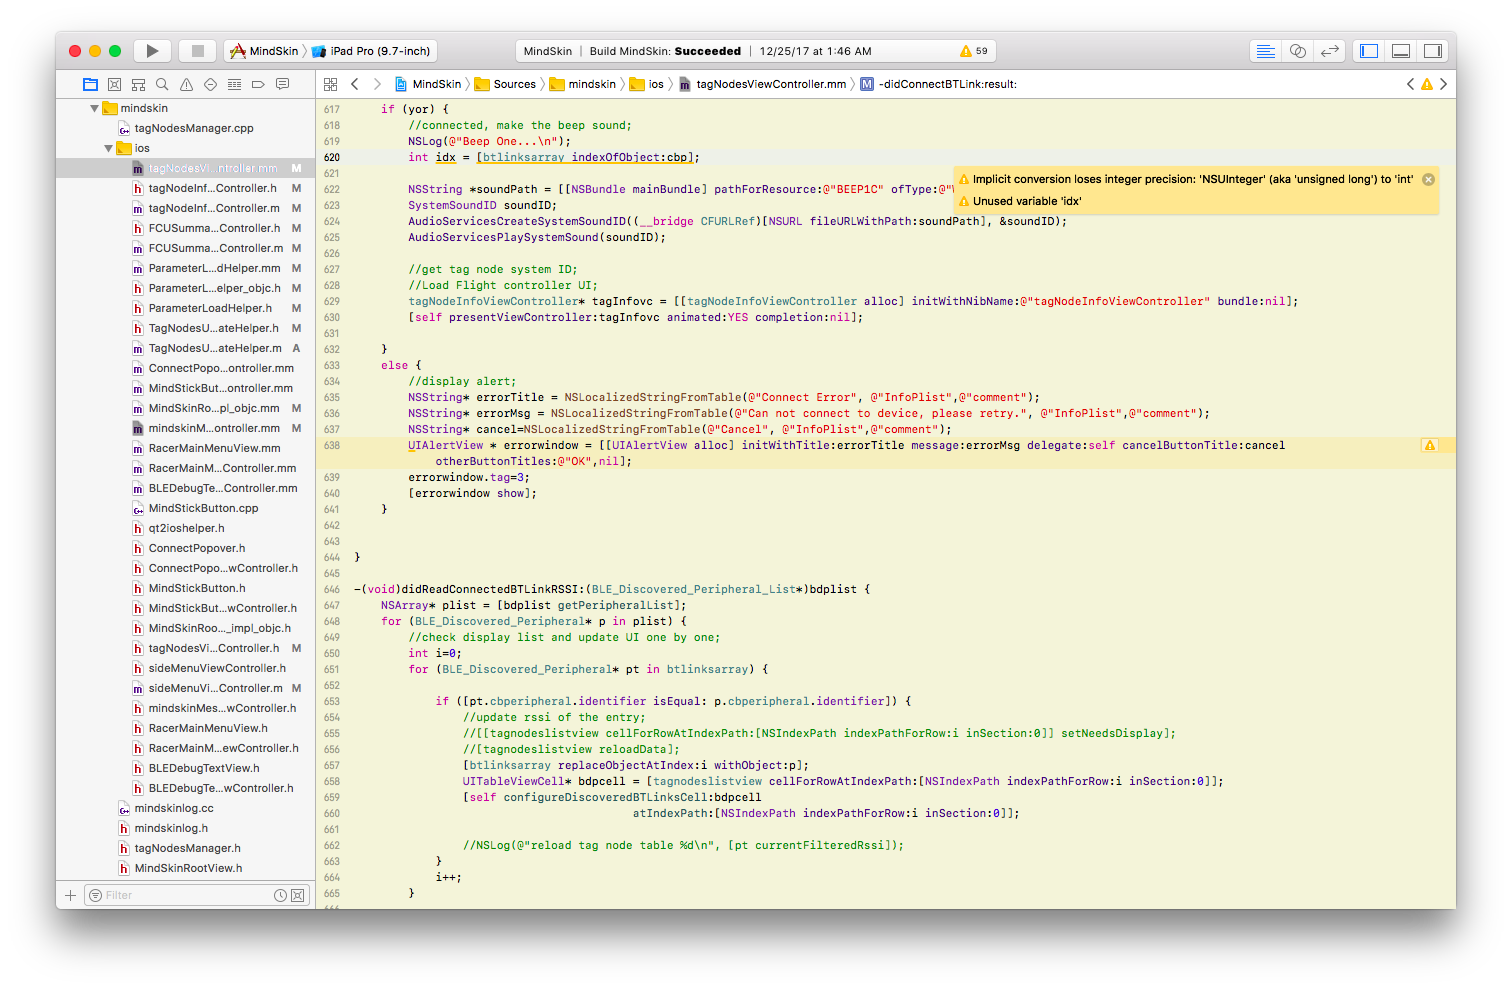 MindSkin
iPad Pro (9.7-inch)
MindSkin | Build MindSkin: Succeeded | 12/25/17 at 1:46 AM
59
MindSkin
Sources
mindskin
ios
tagNodesViewController.mm
M
-didConnectBTLink:result:
mindskin
tagNodesManager.cpp
ios
tagNodesVi...ntroller.mm M
tagNodeInf...Controller.h M
tagNodeInf...Controller.m M
FCUSumma...Controller.h M
FCUSumma...Controller.m M
ParameterL...dHelper.mm M
ParameterL...elper_objc.h M
ParameterLoadHelper.h M
TagNodesU...ateHelper.h M
TagNodesU...ateHelper.m A
ConnectPopo...ontroller.mm
MindStickBut...ontroller.mm
MindSkinRo...pl_objc.mm M
mindskinM...ontroller.mm M
RacerMainMenuView.mm
RacerMainM...Controller.mm
BLEDebugTe...Controller.mm
MindStickButton.cpp
qt2ioshelper.h
ConnectPopover.h
ConnectPopo...wController.h
MindStickButton.h
MindStickBut...wController.h
MindSkinRoo..._impl_objc.h
tagNodesVi...Controller.h M
sideMenuViewController.h
sideMenuVi...Controller.m M
mindskinMes...wController.h
RacerMainMenuView.h
RacerMainM...ewController.h
BLEDebugTextView.h
BLEDebugTe...wController.h
mindskinlog.cc
mindskinlog.h
tagNodesManager.h
MindSkinRootView.h
Filter
617 if (yor) {
618 //connected, make the beep sound;
619 NSLog(@"Beep One...\n");
620 int idx = [btlinksarray indexOfObject:cbp];
621
Implicit conversion loses integer precision: 'NSUInteger' (aka 'unsigned long') to 'int'
622 NSString *soundPath = [[NSBundle mainBundle] pathForResource:@"BEEP1C" ofType:@"
Unused variable 'idx'
623 SystemSoundID soundID;
624 AudioServicesCreateSystemSoundID((__bridge CFURLRef)[NSURL fileURLWithPath:soundPath], &soundID);
625 AudioServicesPlaySystemSound(soundID);
626
627 //get tag node system ID;
628 //Load Flight controller UI;
629 tagNodeInfoViewController* tagInfovc = [[tagNodeInfoViewController alloc] initWithNibName:@"tagNodeInfoViewController" bundle:nil];
630 [self presentViewController:tagInfovc animated:YES completion:nil];
631
632 }
633 else {
634 //display alert;
635 NSString* errorTitle = NSLocalizedStringFromTable(@"Connect Error", @"InfoPlist",@"comment");
636 NSString* errorMsg = NSLocalizedStringFromTable(@"Can not connect to device, please retry.", @"InfoPlist",@"comment");
637 NSString* cancel=NSLocalizedStringFromTable(@"Cancel", @"InfoPlist",@"comment");
638 UIAlertView * errorwindow = [[UIAlertView alloc] initWithTitle:errorTitle message:errorMsg delegate:self cancelButtonTitle:cancel
otherButtonTitles:@"OK",nil];
639 errorwindow.tag=3;
640 [errorwindow show];
641 }
642
643
644 }
645
646 -(void)didReadConnectedBTLinkRSSI:(BLE_Discovered_Peripheral_List*)bdplist {
647 NSArray* plist = [bdplist getPeripheralList];
648 for (BLE_Discovered_Peripheral* p in plist) {
649 //check display list and update UI one by one;
650 int i=0;
651 for (BLE_Discovered_Peripheral* pt in btlinksarray) {
652
653 if ([pt.cbperipheral.identifier isEqual: p.cbperipheral.identifier]) {
654 //update rssi of the entry;
655 //[[tagnodeslistview cellForRowAtIndexPath:[NSIndexPath indexPathForRow:i inSection:0]] setNeedsDisplay];
656 //[tagnodeslistview reloadData];
657 [btlinksarray replaceObjectAtIndex:i withObject:p];
658 UITableViewCell* bdpcell = [tagnodeslistview cellForRowAtIndexPath:[NSIndexPath indexPathForRow:i inSection:0]];
659 [self configureDiscoveredBTLinksCell:bdpcell
660 atIndexPath:[NSIndexPath indexPathForRow:i inSection:0]];
661
662 //NSLog(@"reload tag node table %d\n", [pt currentFilteredRssi]);
663 }
664 i++;
665 }